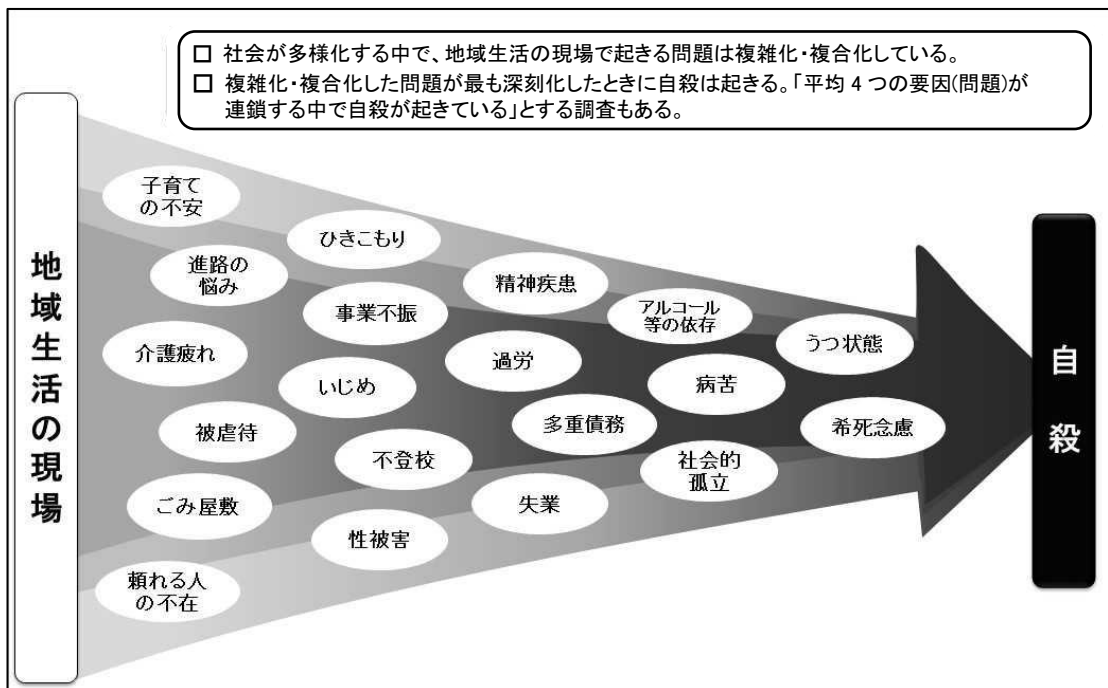 □ 社会が多様化する中で、地域生活の現場で起きる問題は複雑化・複合化している。
□ 複雑化・複合化した問題が最も深刻化したときに自殺は起きる。「平均4つの要因(問題)が
連鎖する中で自殺が起きている」とする調査もある。
地域生活の現場
子育て
の不安
進路の
悩み
介護疲れ
被虐待
ごみ屋敷
頼れる人
の不在
ひきこもり
事業不振
いじめ
不登校
性被害
精神疾患
過労
多重債務
失業
アルコール
等の依存
病苦
社会的
孤立
うつ状態
希死念慮
自殺